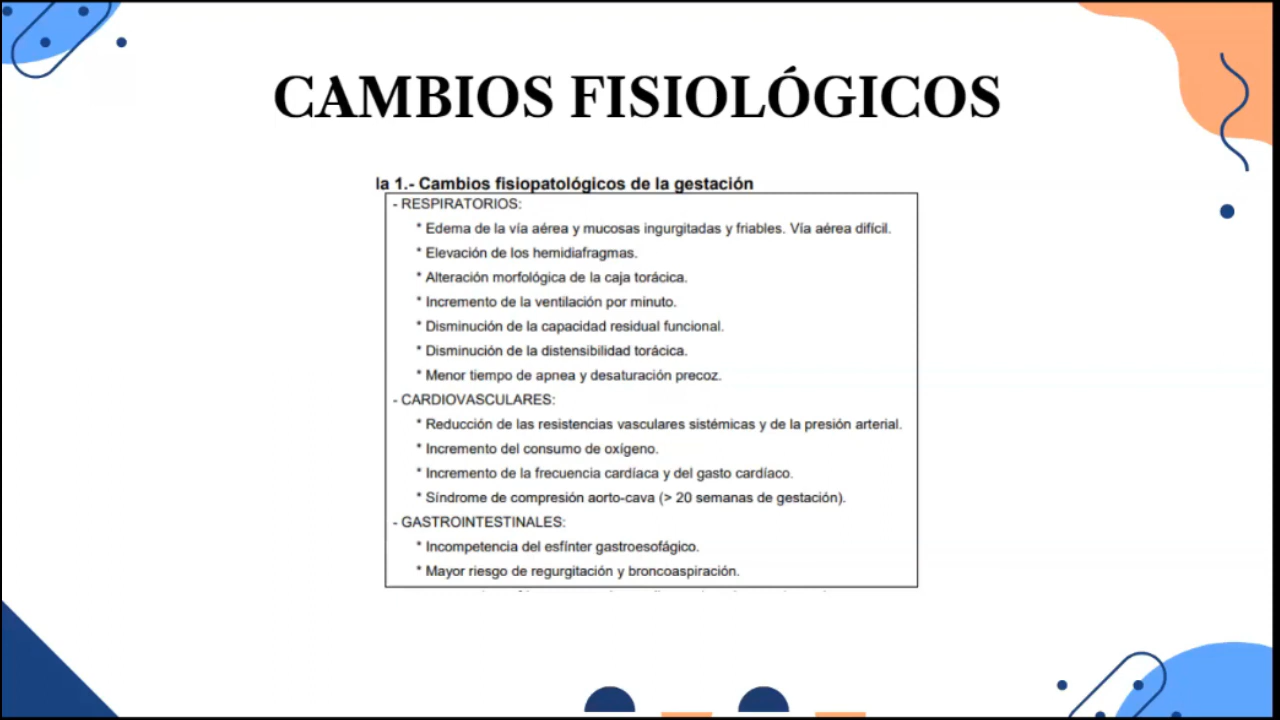 CAMBIOS FISIOLÓGICOS
la 1.- Cambios fisiopatológicos de la gestación
- RESPIRATORIOS:
* Edema de la vía aérea y mucosas ingurgitadas y friables. Vía aérea difícil.
* Elevación de los hemidiafragmas.
* Alteración morfológica de la caja torácica.
* Incremento de la ventilación por minuto.
* Disminución de la capacidad residual funcional.
* Disminución de la distensibilidad torácica.
* Menor tiempo de apnea y desaturación precoz.
- CARDIOVASCULARES:
* Reducción de las resistencias vasculares sistémicas y de la presión arterial.
* Incremento del consumo de oxígeno.
* Incremento de la frecuencia cardíaca y del gasto cardíaco.
* Síndrome de compresión aorto-cava (> 20 semanas de gestación).
- GASTROINTESTINALES:
* Incompetencia del esfínter gastroesofágico.
* Mayor riesgo de regurgitación y broncoaspiración.